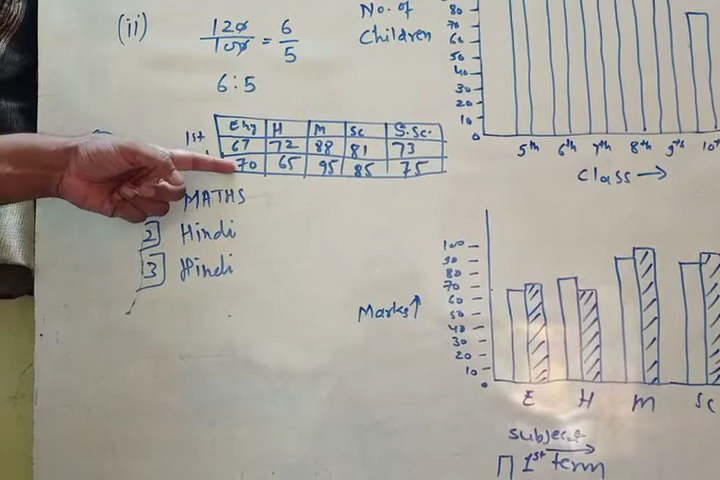 (ii) 120/100 = 6/5
6:5
1st
Eng H M Sc S.Sc.
67 72 88 81 73
70 65 95 85 75
MATHS
2 Hindi
3 Hindi
No. of
Children
80
70
60
50
40
30
20
10
5th 6th 7th 8th 9th 10th
Class →
Marks ↑
100
90
80
70
60
50
40
30
20
10
0
E H M Sc
subject →
1st term